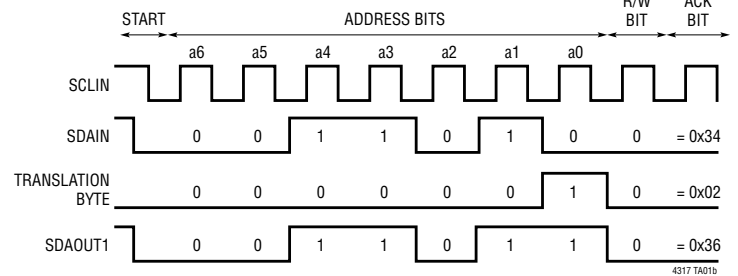 START ADDRESS BITS R/W BIT ACK BIT
a6 a5 a4 a3 a2 a1 a0
SCLIN
SDAIN 0 0 1 1 0 1 0 0 = 0x34
TRANSLATION BYTE 0 0 0 0 0 0 1 0 = 0x02
SDAOUT1 0 0 1 1 0 1 1 0 = 0x36
4317 TA01b